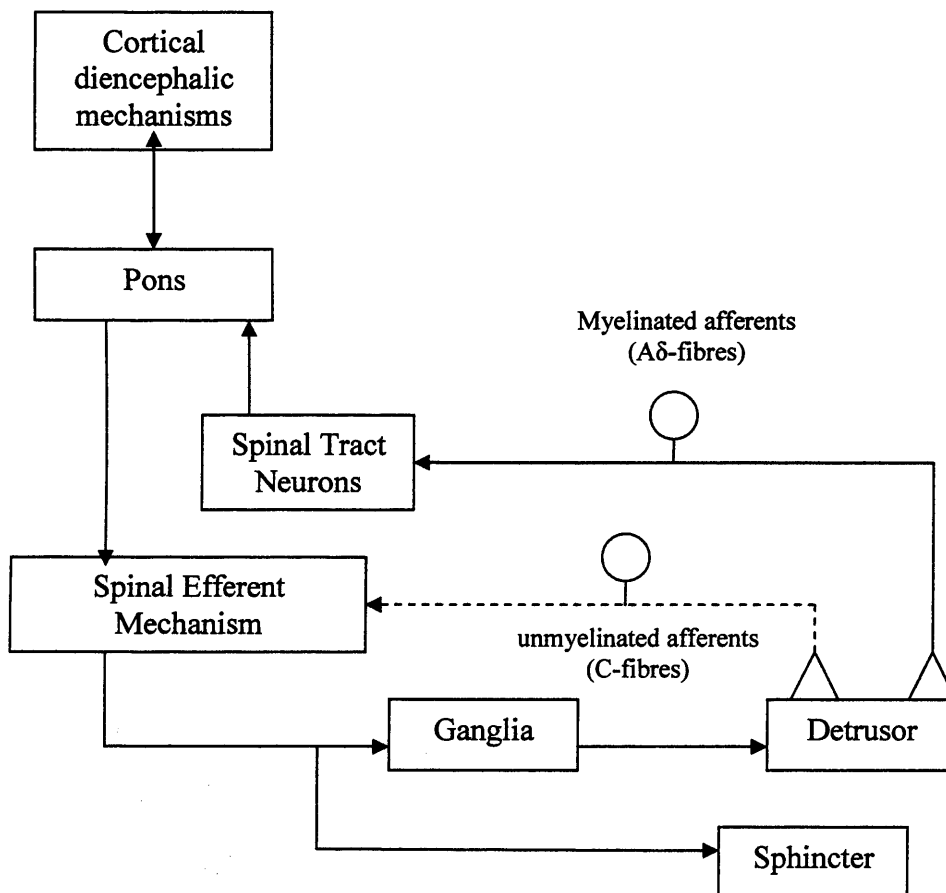 Cortical
diencephalic
mechanisms
Pons
Myelinated afferents
(Aδ-fibres)
Spinal Tract
Neurons
Spinal Efferent
Mechanism
unmyelinated afferents
(C-fibres)
Ganglia
Detrusor
Sphincter